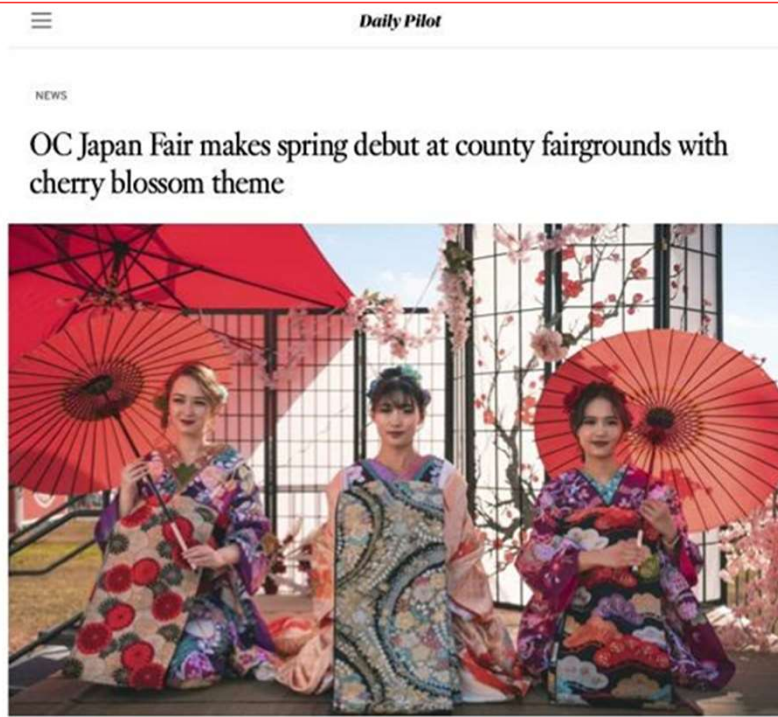 Daily Pilot
NEWS
OC Japan Fair makes spring debut at county fairgrounds with
cherry blossom theme